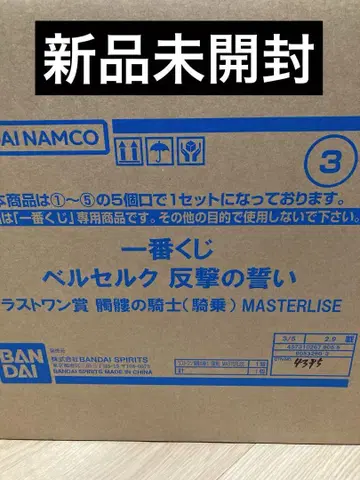 新品未開封
DAI NAMCO
3
本商品は①〜⑤の5個口で1セットになっております。
は「一番くじ」専用商品です。その他の目的で使用しないで下さい。
一番くじ
ベルセルク 反撃の誓い
ラストワン賞 髑髏の騎士(騎乗) MASTERLISE
BAN
DAI
株式会社BANDAI SPIRITS
BANDAI SPIRITS MADE IN CHINA
3/5
2.9